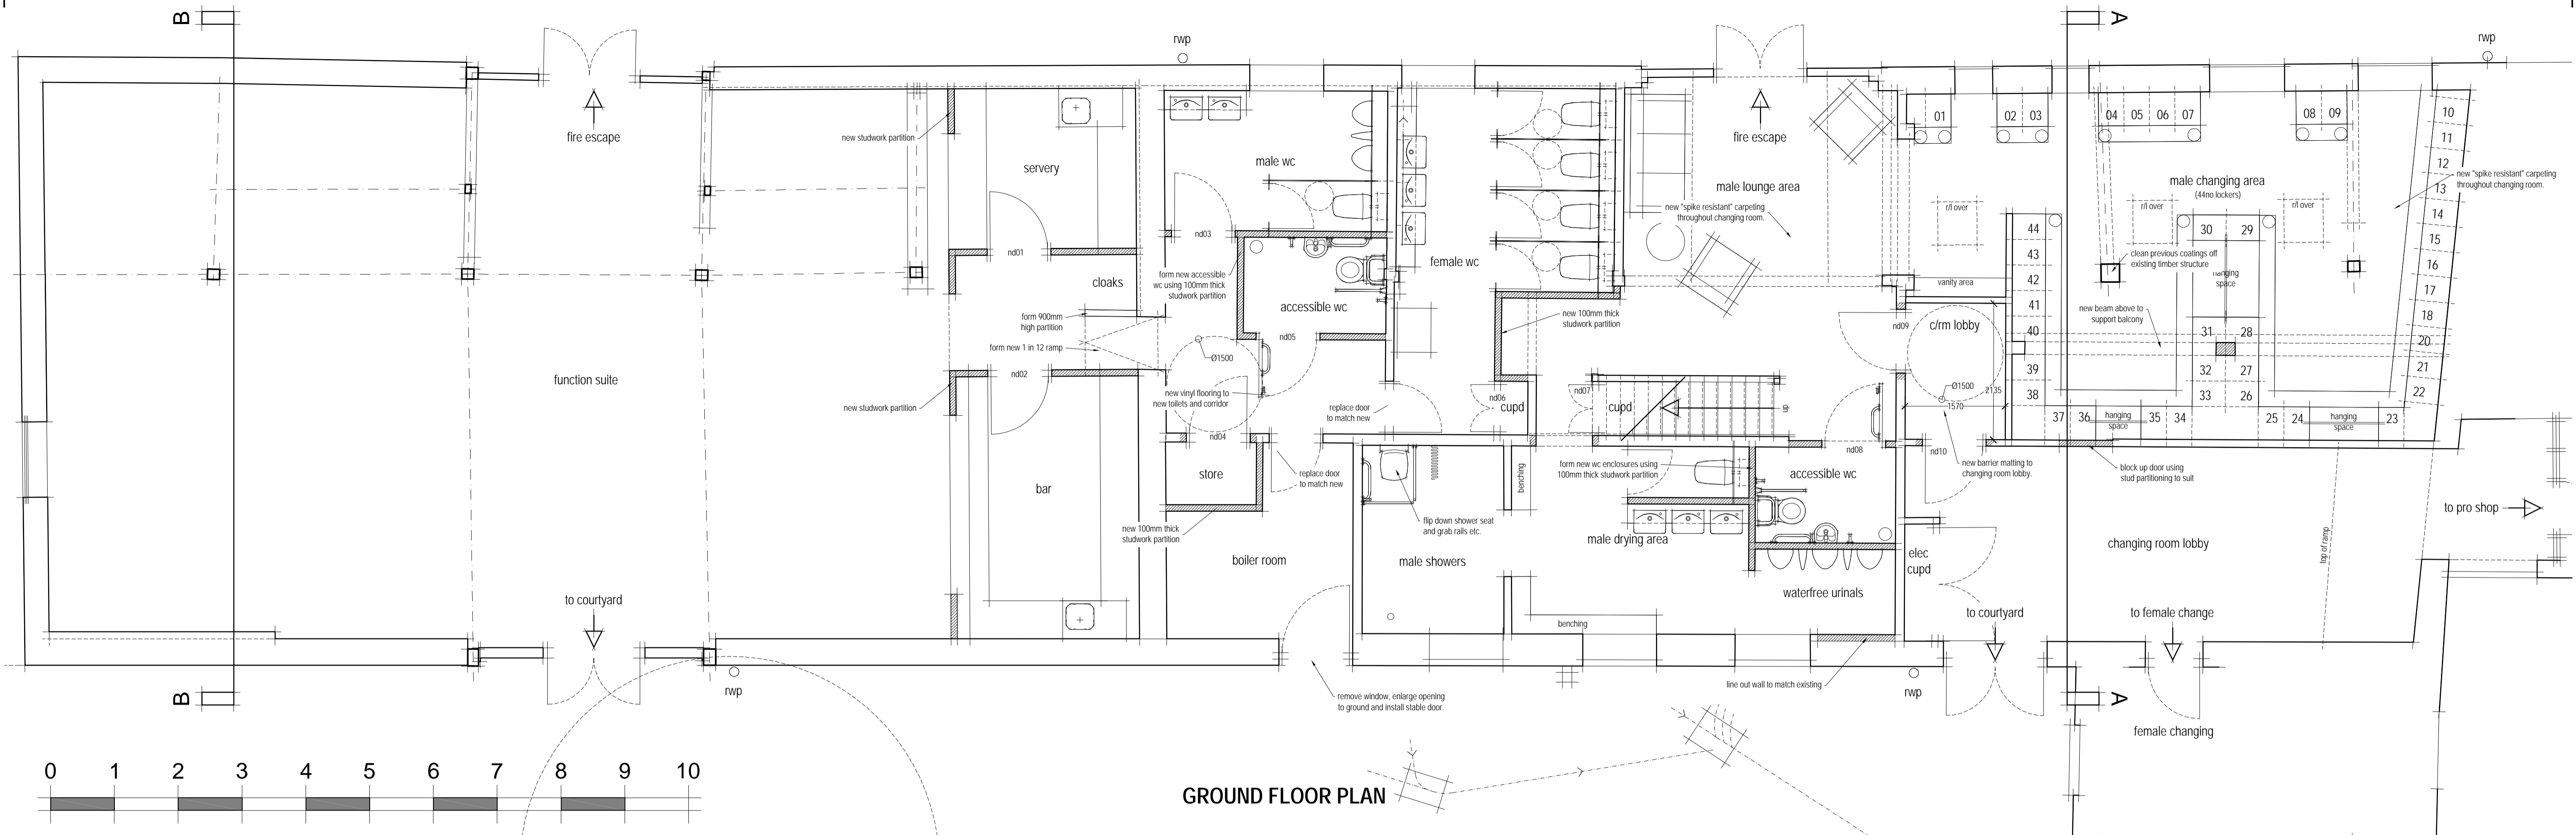 B
A
rwp
rwp
fire escape
new studwork partition
servery
male wc
fire escape
male lounge area
new "spike resistant" carpeting
throughout changing room.
01
02 03
04 05 06 07
08 09
10
11
12
13
14
15
16
17
18
20
21
22
male changing area
(44no lockers)
new "spike resistant" carpeting
throughout changing room.
r/l over
r/l over
r/l over
44
43
42
41
40
39
38
30 29
hanging
space
31 28
32 27
33 26
clean previous coatings off
existing timber structure
new beam above to
support balcony
vanity area
37 36
hanging
space
35 34
25 24
hanging
space
23
nd01
nd03
cloaks
form new accessible
wc using 100mm thick
studwork partition
accessible wc
female wc
form 900mm
high partition
form new 1 in 12 ramp
nd05
Ø1500
new 100mm thick
studwork partition
nd09
c/rm lobby
Ø1500
2135
1570
function suite
nd02
new studwork partition
new vinyl flooring to
new toilets and corridor
replace door
to match new
nd06
cupd
nd07
cupd
up
nd04
store
replace door
to match new
bar
new 100mm thick
studwork partition
boiler room
flip down shower seat
and grab rails etc.
male showers
benching
form new wc enclosures using
100mm thick studwork partition
male drying area
benching
nd08
accessible wc
waterfree urinals
nd10
new barrier matting to
changing room lobby.
block up door using
stud partitioning to suit
elec
cupd
changing room lobby
top of ramp
to pro shop
to courtyard
to courtyard
to female change
rwp
remove window, enlarge opening
to ground and install stable door.
line out wall to match existing
rwp
B
A
female changing
0 1 2 3 4 5 6 7 8 9 10
GROUND FLOOR PLAN